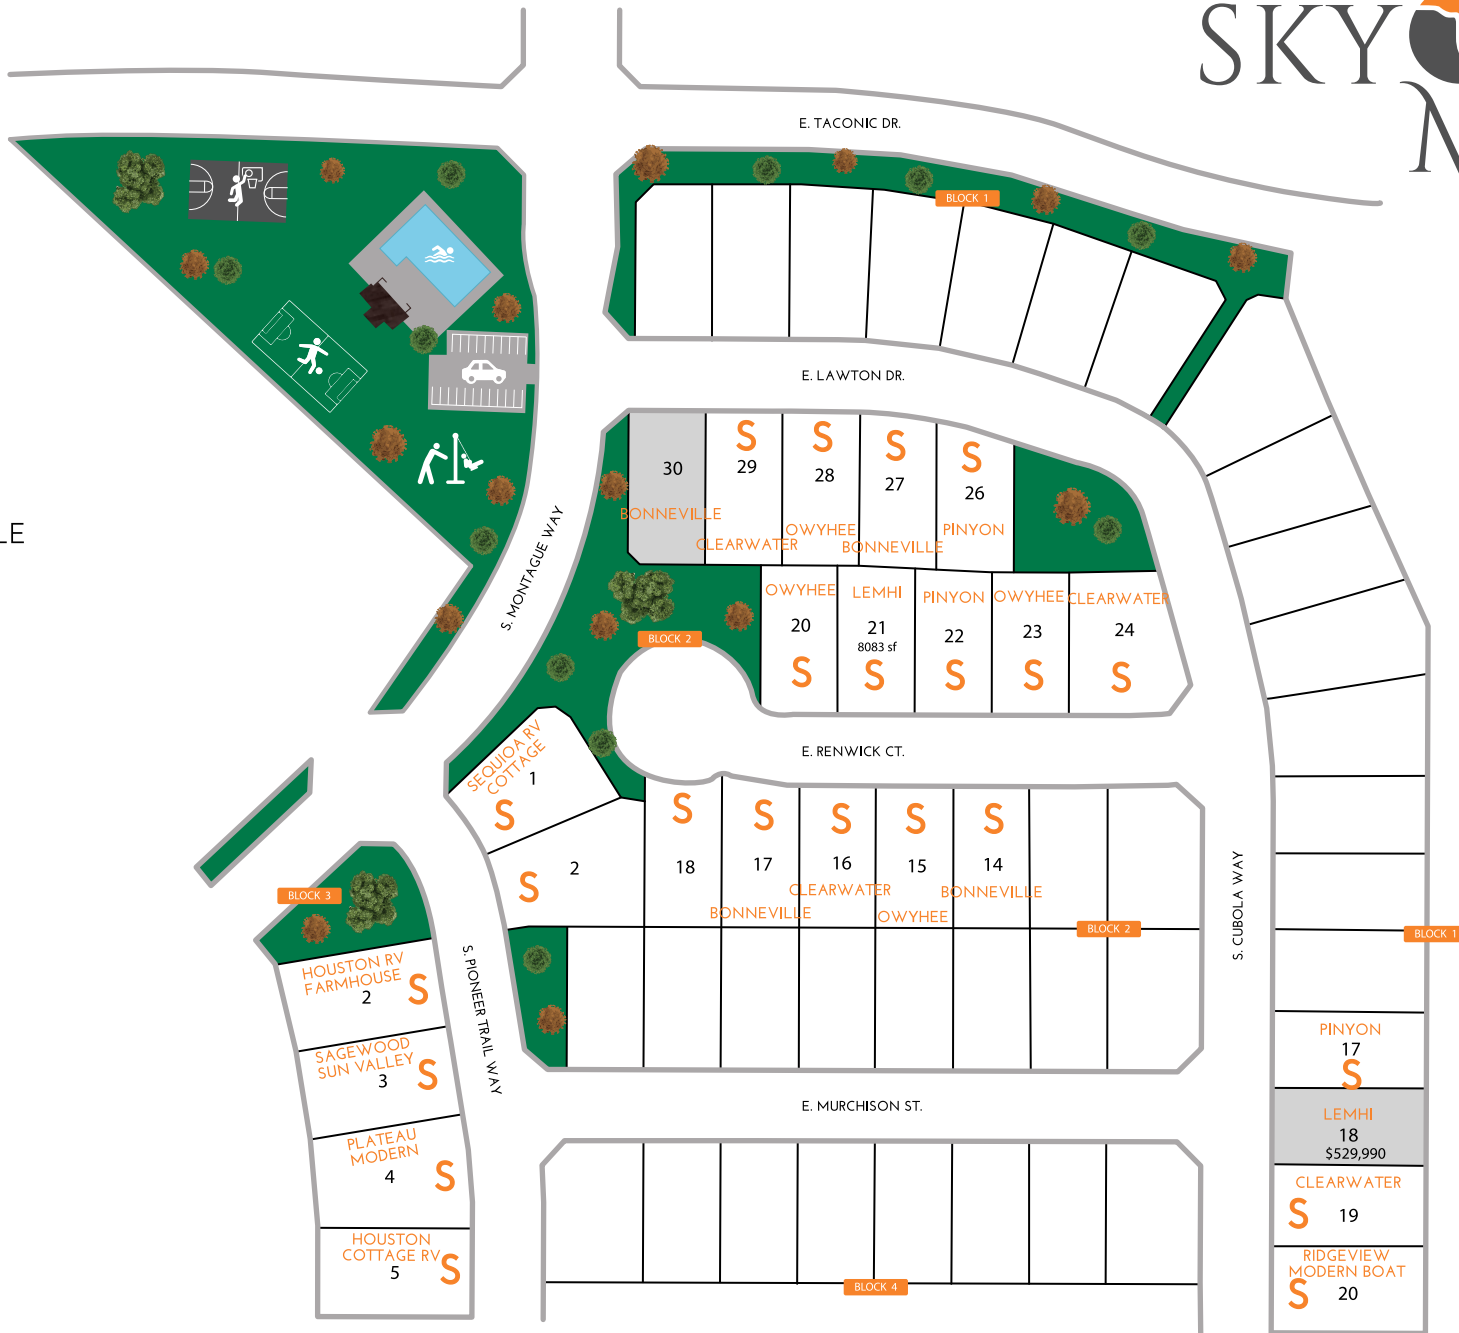 SKY
M
E. TACONIC DR.
BLOCK 1
E. LAWTON DR.
30
BONNEVILLE
S
29
CLEARWATER
S
28
OWYHEE
S
27
BONNEVILLE
S
26
PINYON
LE
S. MONTAGUE WAY
OWYHEE
20
S
LEMHI
21
8083 sf
S
PINYON
22
S
OWYHEE
23
S
CLEARWATER
24
S
BLOCK 2
E. RENWICK CT.
SEQUIOA RV
COTTAGE
1
S
2
S
S
18
S
17
BONNEVILLE
S
16
CLEARWATER
S
15
OWYHEE
S
14
BONNEVILLE
BLOCK 2
S. CUBOLA WAY
BLOCK 1
BLOCK 3
HOUSTON RV
FARMHOUSE
2
S
SAGEWOOD
SUN VALLEY
3
S
PLATEAU
MODERN
4
S
HOUSTON
COTTAGE RV
5
S
S. PIONEER TRAIL WAY
E. MURCHISON ST.
BLOCK 4
PINYON
17
S
LEMHI
18
$529,990
CLEARWATER
S
19
RIDGEVIEW
MODERN BOAT
S
20